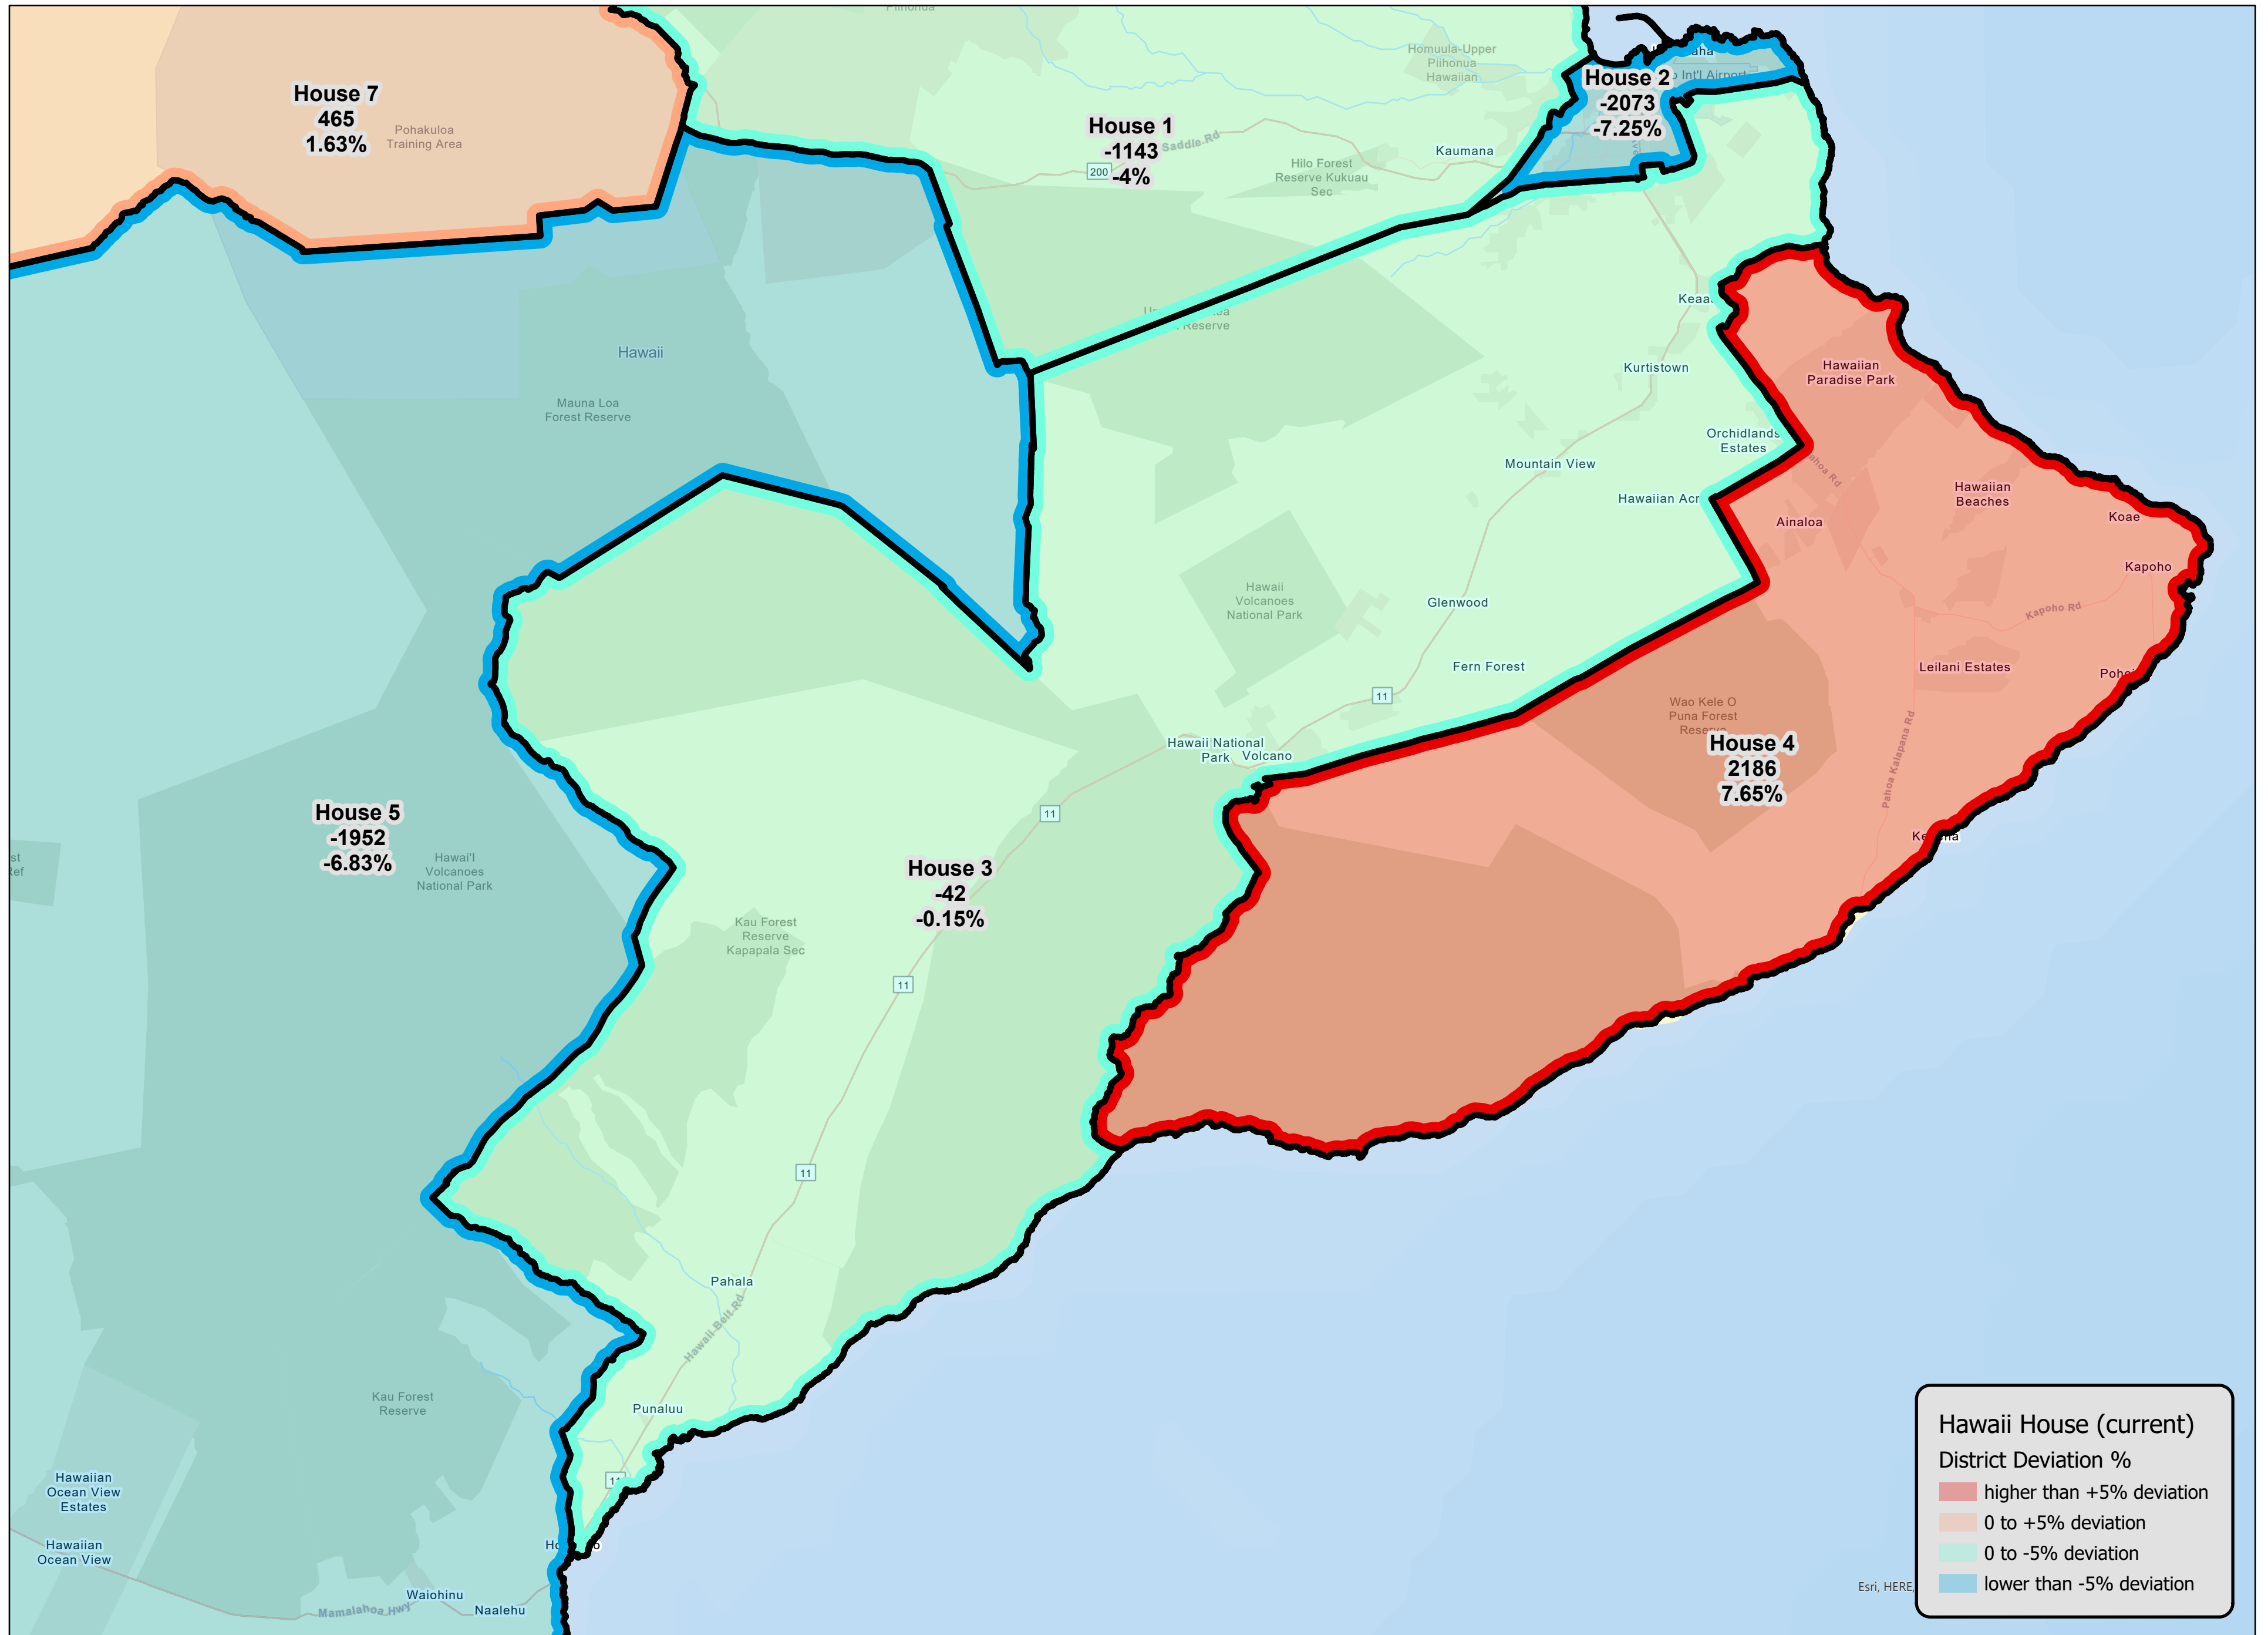 Piihonua
House 7
465
1.63%
Pohakuloa
Training Area
House 1
-1143
-4%
Saddle Rd
200
Homuula-Upper
Piihonua
Hawaiian
Kaumana
Hilo Forest
Reserve Kukuau
Sec
House 2
-2073
-7.25%
Int'l Airport
Hawaii
Mauna Loa
Forest Reserve
Reserve
Kurtistown
Hawaiian
Paradise Park
Orchidlands
Estates
Mountain View
Hawaiian
Hawaiian
Beaches
Ainaloa
Koae
Kapoho
Kapoho Rd
Hawaii
Volcanoes
National Park
Glenwood
Fern Forest
Leilani Estates
11
Wao Kele O
Puna Forest
Reserve
House 4
2186
7.65%
Pahoa Kalapana Rd
Hawaii National
Park
Volcano
11
House 5
-1952
-6.83%
Hawai'I
Volcanoes
National Park
House 3
-42
-0.15%
Kau Forest
Reserve
Kapapala Sec
11
11
Pahala
Hawaii Belt Rd
Kau Forest
Reserve
Punaluu
11
Hawaiian
Ocean View
Estates
Hawaiian
Ocean View
Waiohinu
Mamalahoa Hwy
Naalehu
Esri, HERE,
Hawaii House (current)
District Deviation %
higher than +5% deviation
0 to +5% deviation
0 to -5% deviation
lower than -5% deviation